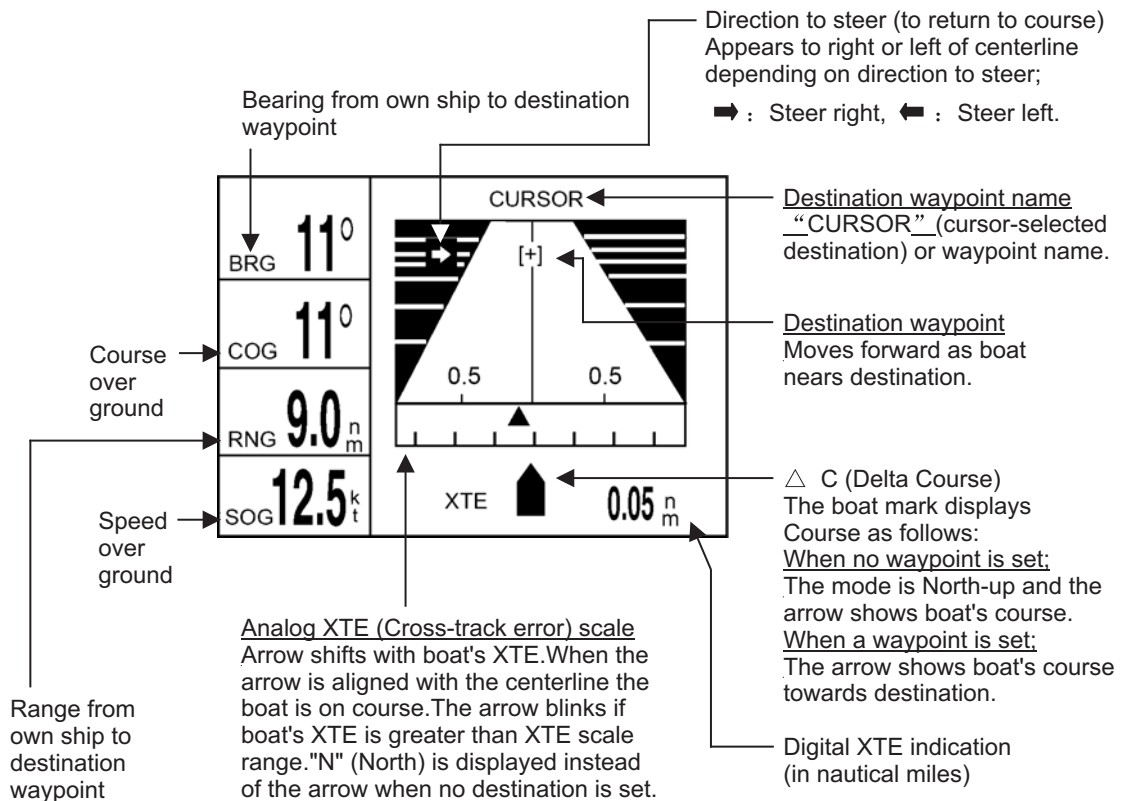 Direction to steer (to return to course)
Appears to right or left of centerline
depending on direction to steer;
➡ : Steer right, ⬅ : Steer left.
Bearing from own ship to destination
waypoint
BRG 11°
COG 11°
RNG 9.0 nm
SOG 12.5 kt
CURSOR
[+]
0.5 0.5
XTE 0.05 nm
Course
over
ground
Speed
over
ground
Range from
own ship to
destination
waypoint
Analog XTE (Cross-track error) scale
Arrow shifts with boat's XTE.When the
arrow is aligned with the centerline the
boat is on course.The arrow blinks if
boat's XTE is greater than XTE scale
range."N" (North) is displayed instead
of the arrow when no destination is set.
Destination waypoint name
“CURSOR” (cursor-selected
destination) or waypoint name.
Destination waypoint
Moves forward as boat
nears destination.
△ C (Delta Course)
The boat mark displays
Course as follows:
When no waypoint is set;
The mode is North-up and the
arrow shows boat's course.
When a waypoint is set;
The arrow shows boat's course
towards destination.
Digital XTE indication
(in nautical miles)